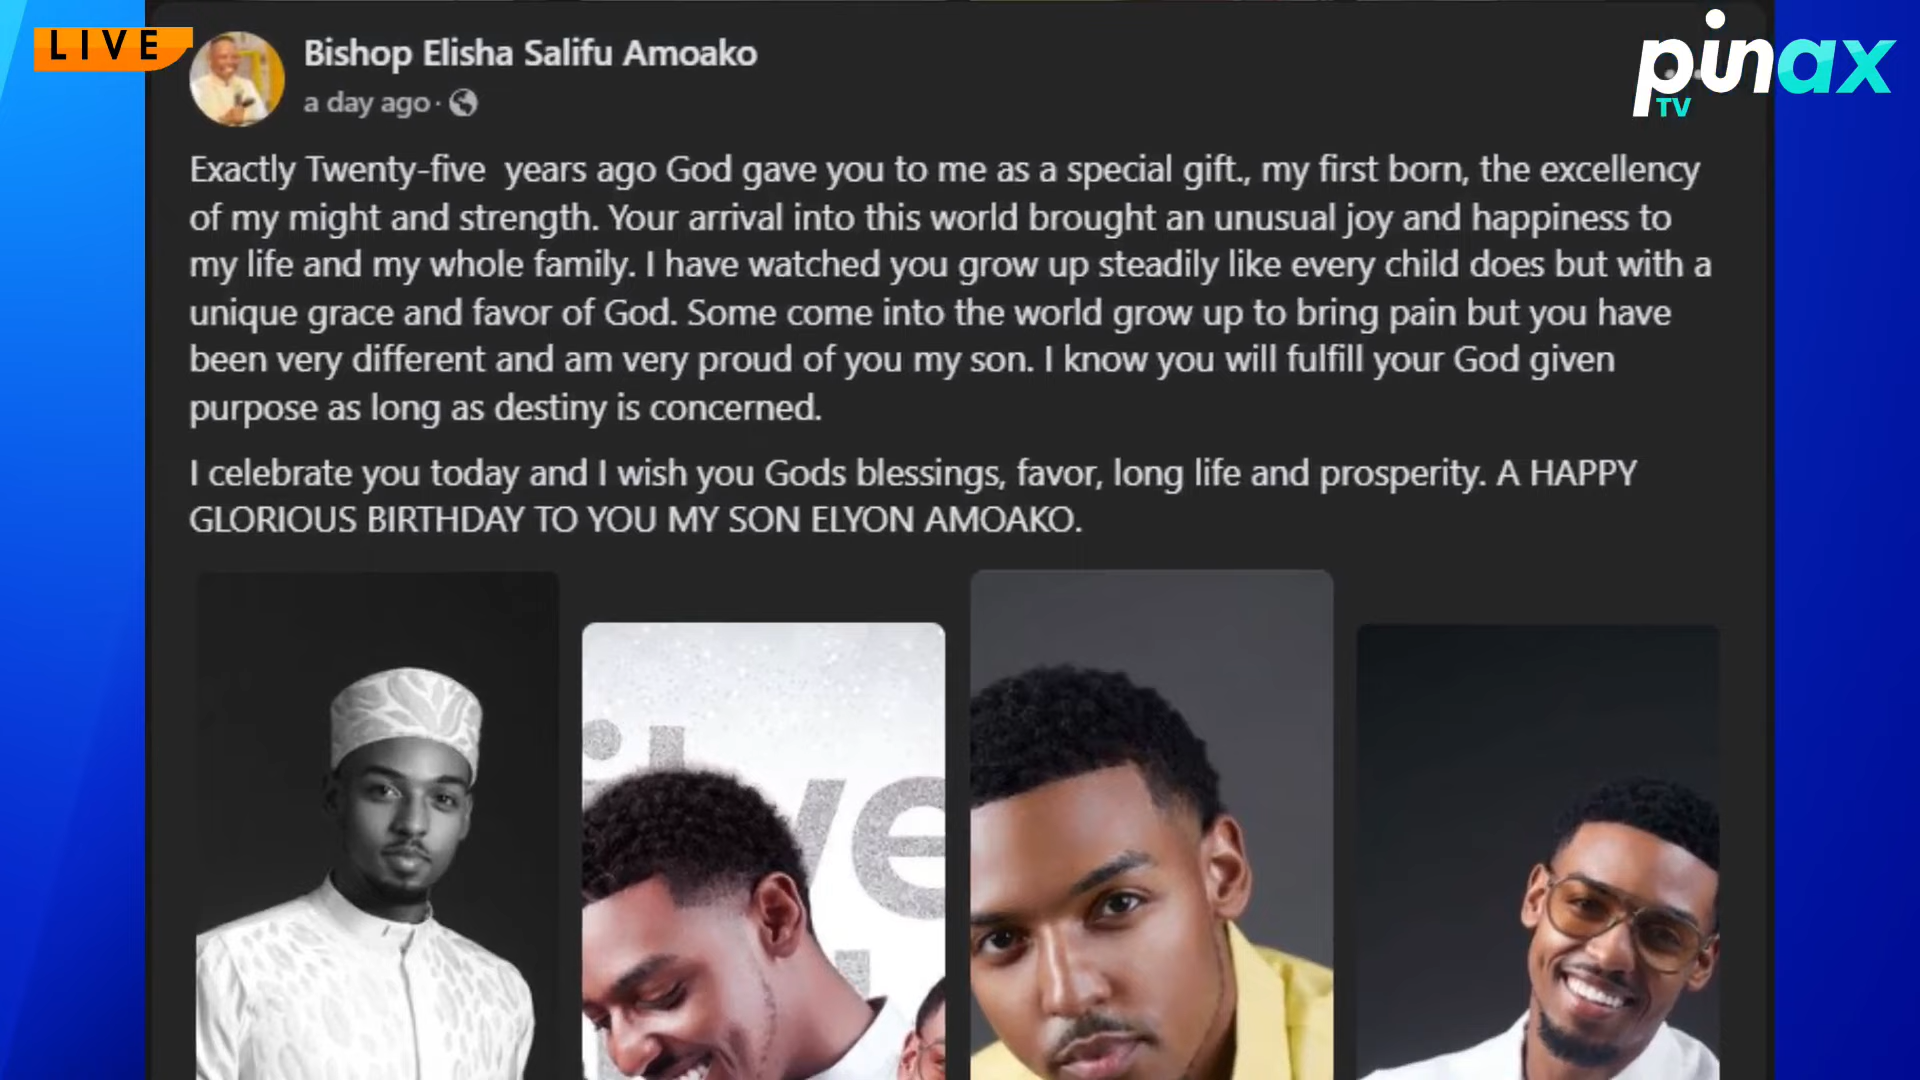 LIVE
Bishop Elisha Salifu Amoako
a day ago ·
pinax
TV
Exactly Twenty-five years ago God gave you to me as a special gift., my first born, the excellency
of my might and strength. Your arrival into this world brought an unusual joy and happiness to
my life and my whole family. I have watched you grow up steadily like every child does but with a
unique grace and favor of God. Some come into the world grow up to bring pain but you have
been very different and am very proud of you my son. I know you will fulfill your God given
purpose as long as destiny is concerned.
I celebrate you today and I wish you Gods blessings, favor, long life and prosperity. A HAPPY
GLORIOUS BIRTHDAY TO YOU MY SON ELYON AMOAKO.